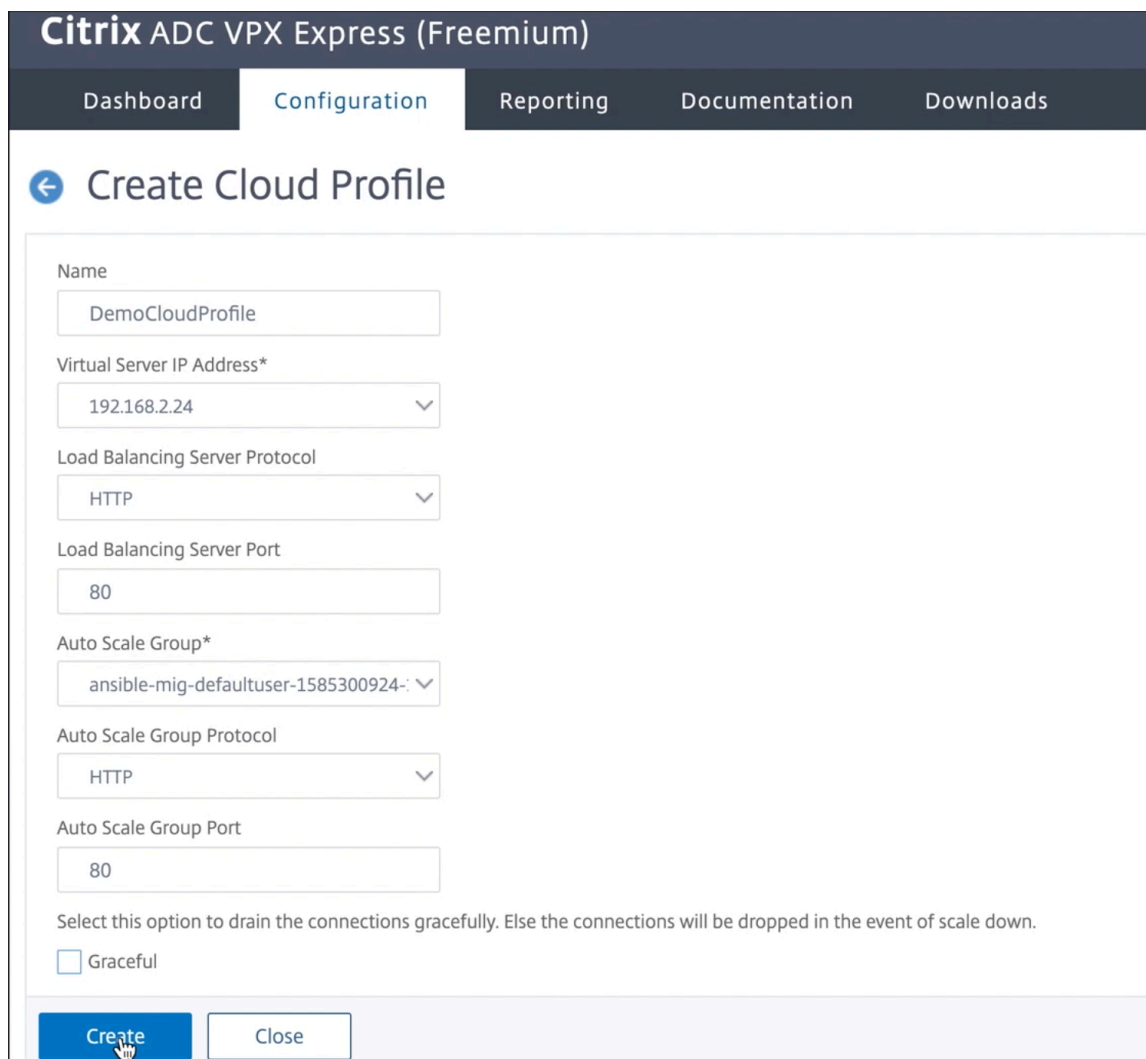 Citrix ADC VPX Express (Freemium)
Dashboard Configuration Reporting Documentation Downloads
Create Cloud Profile
Name
DemoCloudProfile
Virtual Server IP Address*
192.168.2.24
Load Balancing Server Protocol
HTTP
Load Balancing Server Port
80
Auto Scale Group*
ansible-mig-defaultuser-1585300924-
Auto Scale Group Protocol
HTTP
Auto Scale Group Port
80
Select this option to drain the connections gracefully. Else the connections will be dropped in the event of scale down.
Graceful
Create Close